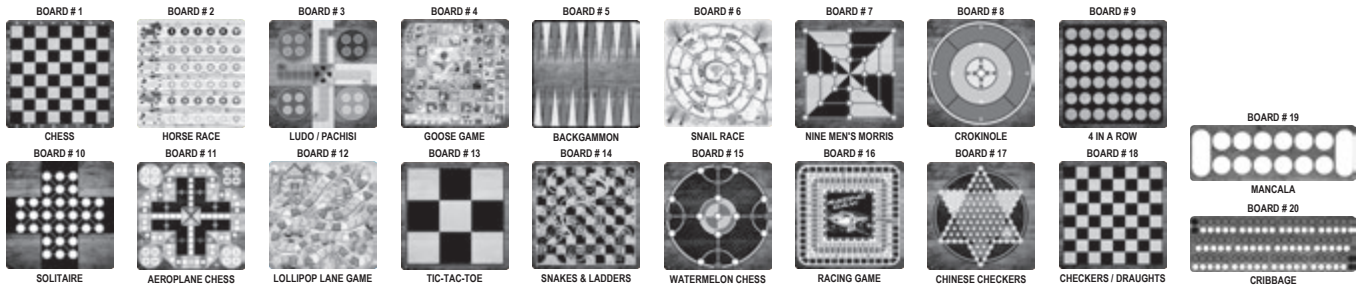 BOARD # 1
CHESS
BOARD # 2
HORSE RACE
BOARD # 3
LUDO / PACHISI
BOARD # 4
GOOSE GAME
BOARD # 5
BACKGAMMON
BOARD # 6
SNAIL RACE
BOARD # 7
NINE MEN'S MORRIS
BOARD # 8
CROKINOLE
BOARD # 9
4 IN A ROW
BOARD # 10
SOLITAIRE
BOARD # 11
AEROPLANE CHESS
BOARD # 12
LOLLIPOP LANE GAME
BOARD # 13
TIC-TAC-TOE
BOARD # 14
SNAKES & LADDERS
BOARD # 15
WATERMELON CHESS
BOARD # 16
RACING GAME
BOARD # 17
CHINESE CHECKERS
BOARD # 18
CHECKERS / DRAUGHTS
BOARD # 19
MANCALA
BOARD # 20
CRIBBAGE